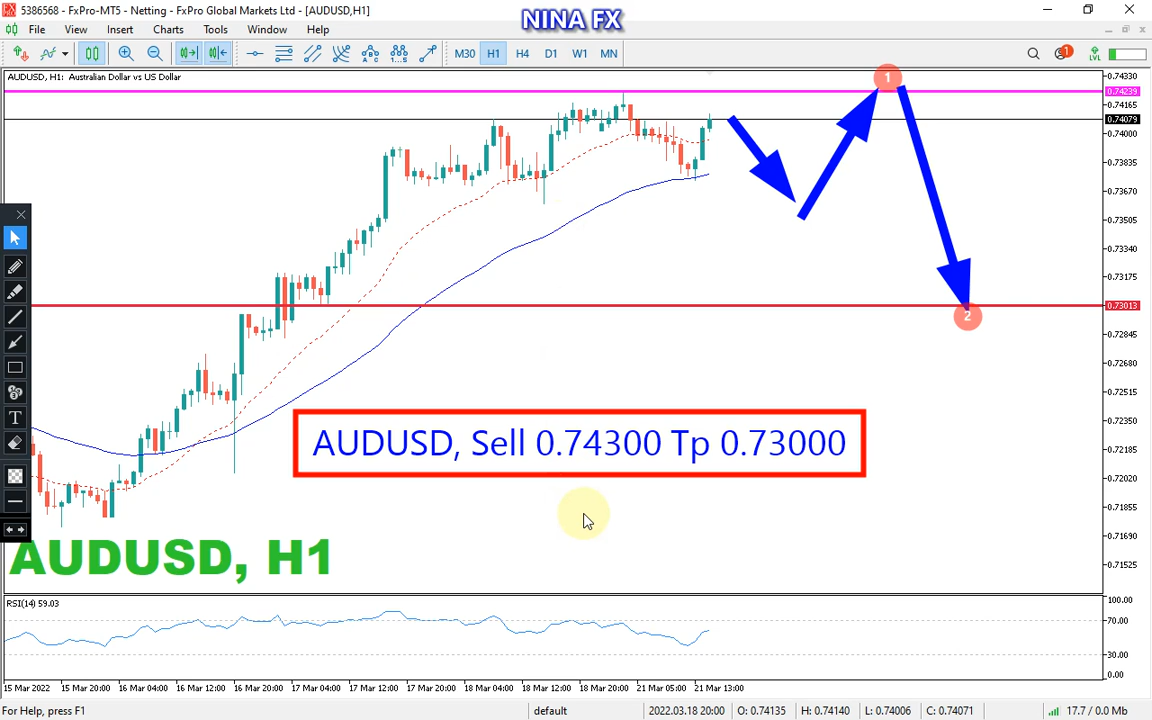 5386568 - FxPro-MT5 - Netting - FxPro Global Markets Ltd - [AUDUSD,H1]
NINA FX
File View Insert Charts Tools Window Help
M30 H1 H4 D1 W1 MN
1
LVL
AUDUSD, H1: Australian Dollar vs US Dollar
0.74330
0.74239
0.74165
0.74079
0.74000
0.73835
0.73670
0.73505
0.73340
0.73175
0.73013
0.72845
0.72680
0.72515
0.72350
0.72185
0.72020
0.71855
0.71690
0.71525
1
2
AUDUSD, Sell 0.74300 Tp 0.73000
AUDUSD, H1
T
RSI(14) 59.03
100.00
70.00
30.00
0.00
15 Mar 2022 15 Mar 20:00 16 Mar 04:00 16 Mar 12:00 16 Mar 20:00 17 Mar 04:00 17 Mar 12:00 17 Mar 20:00 18 Mar 04:00 18 Mar 12:00 18 Mar 20:00 21 Mar 05:00 21 Mar 13:00
For Help, press F1 default 2022.03.18 20:00 O: 0.74135 H: 0.74140 L: 0.74006 C: 0.74071 17.7 / 0.0 Mb